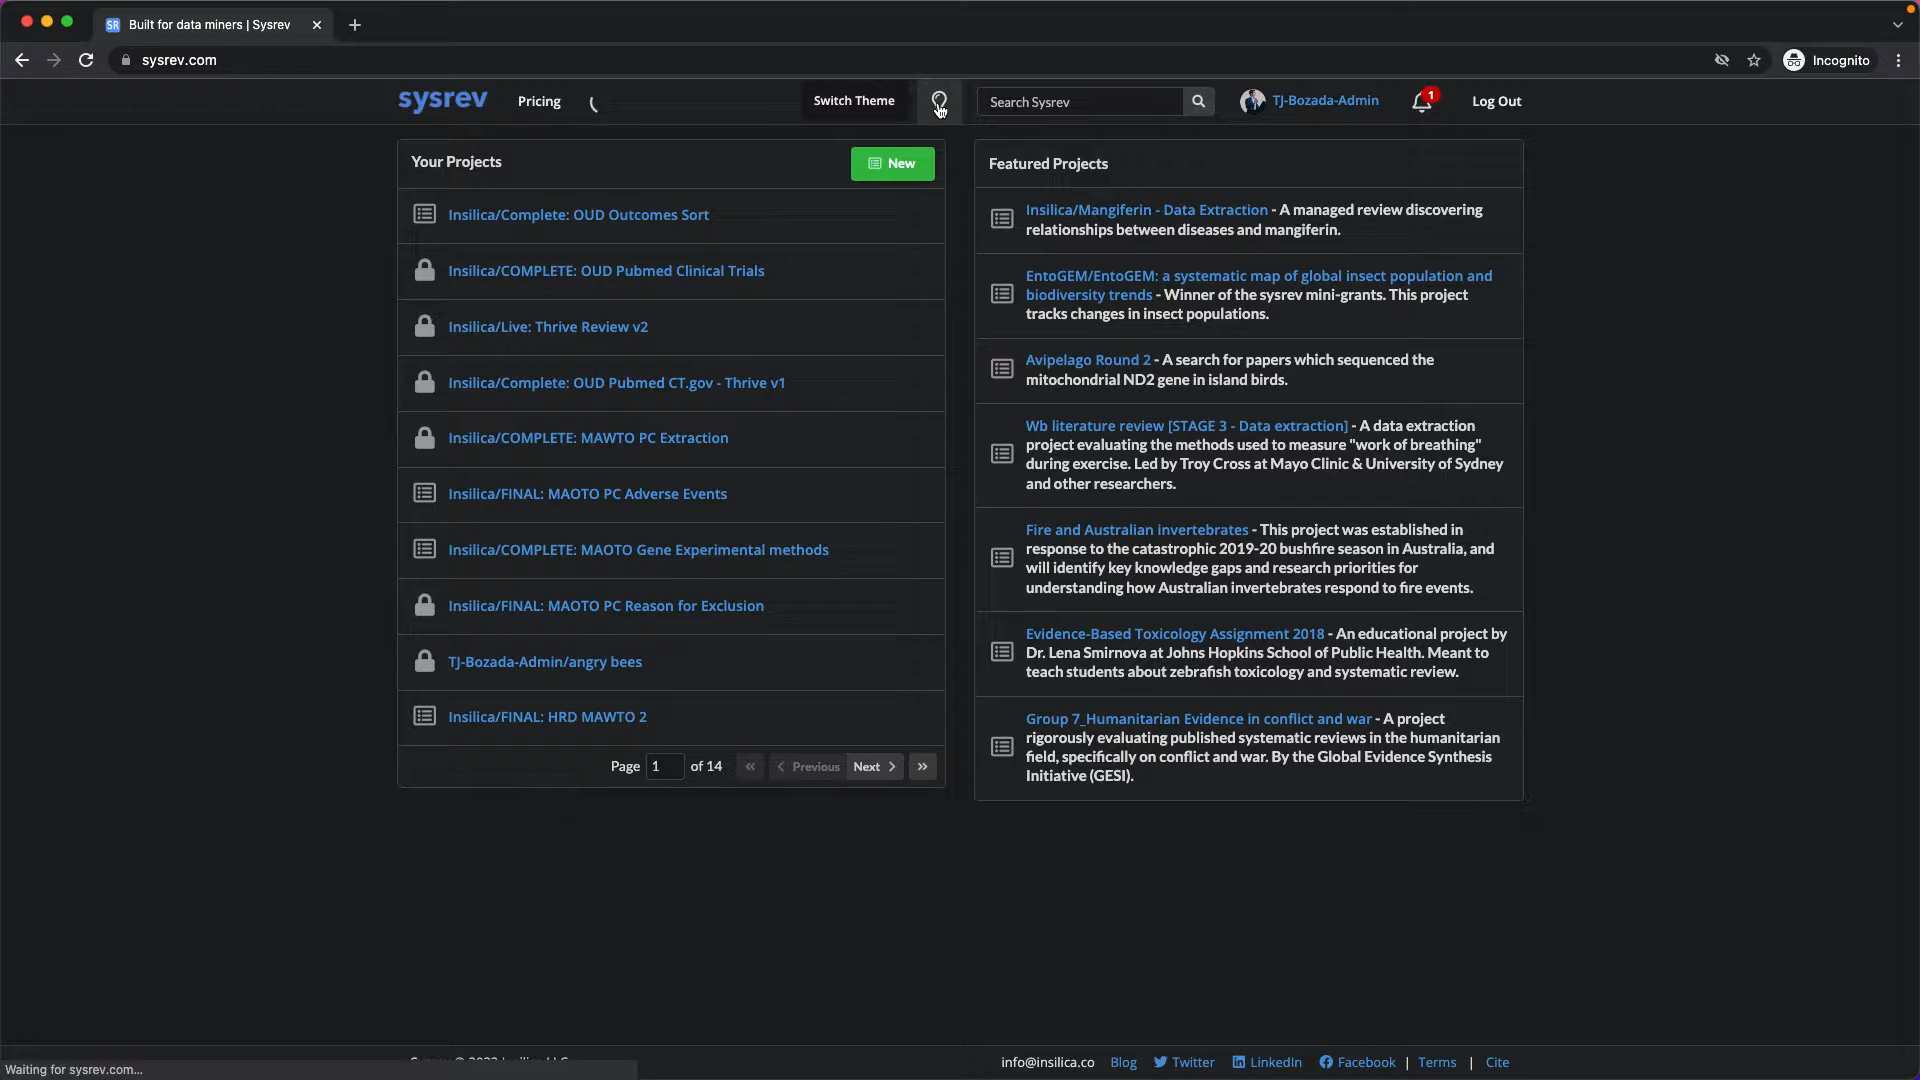 SR Built for data miners | Sysrev
sysrev.com
Incognito
sysrev
Pricing
Switch Theme
Search Sysrev
TJ-Bozada-Admin
1
Log Out
Your Projects
New
Insilica/Complete: OUD Outcomes Sort
Insilica/COMPLETE: OUD Pubmed Clinical Trials
Insilica/Live: Thrive Review v2
Insilica/Complete: OUD Pubmed CT.gov - Thrive v1
Insilica/COMPLETE: MAWTO PC Extraction
Insilica/FINAL: MAOTO PC Adverse Events
Insilica/COMPLETE: MAOTO Gene Experimental methods
Insilica/FINAL: MAOTO PC Reason for Exclusion
TJ-Bozada-Admin/angry bees
Insilica/FINAL: HRD MAWTO 2
Page 1 of 14 « Previous Next »
Featured Projects
Insilica/Mangiferin - Data Extraction - A managed review discovering
relationships between diseases and mangiferin.
EntoGEM/EntoGEM: a systematic map of global insect population and
biodiversity trends - Winner of the sysrev mini-grants. This project
tracks changes in insect populations.
Avipelago Round 2 - A search for papers which sequenced the
mitochondrial ND2 gene in island birds.
Wb literature review [STAGE 3 - Data extraction] - A data extraction
project evaluating the methods used to measure "work of breathing"
during exercise. Led by Troy Cross at Mayo Clinic & University of Sydney
and other researchers.
Fire and Australian invertebrates - This project was established in
response to the catastrophic 2019-20 bushfire season in Australia, and
will identify key knowledge gaps and research priorities for
understanding how Australian invertebrates respond to fire events.
Evidence-Based Toxicology Assignment 2018 - An educational project by
Dr. Lena Smirnova at Johns Hopkins School of Public Health. Meant to
teach students about zebrafish toxicology and systematic review.
Group 7_Humanitarian Evidence in conflict and war - A project
rigorously evaluating published systematic reviews in the humanitarian
field, specifically on conflict and war. By the Global Evidence Synthesis
Initiative (GESI).
info@insilica.co Blog Twitter LinkedIn Facebook | Terms | Cite
Waiting for sysrev.com...